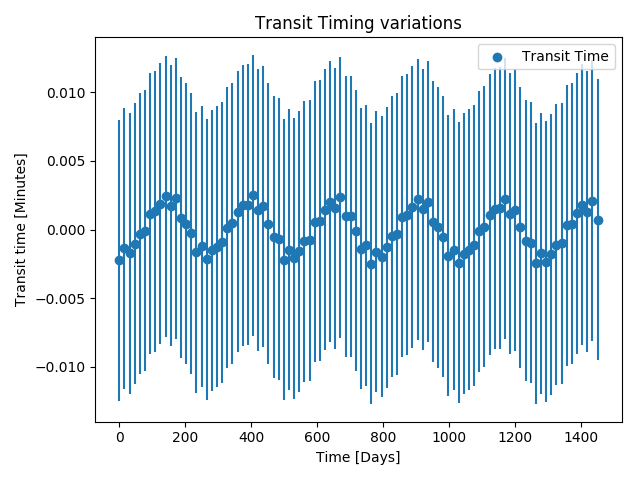 Transit Timing variations
Transit Time
0.010
0.005
0.000
−0.005
−0.010
Transit time [Minutes]
0 200 400 600 800 1000 1200 1400
Time [Days]